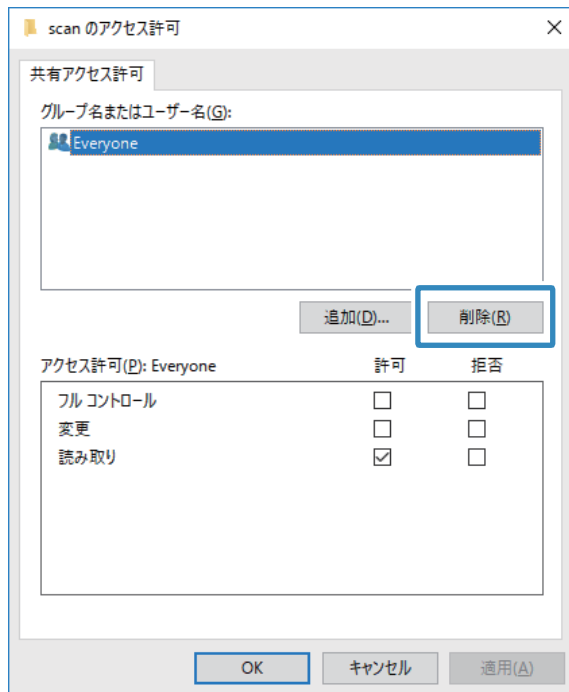 scan のアクセス許可
共有アクセス許可
グループ名またはユーザー名(G):
Everyone
追加(D)...
削除(R)
アクセス許可(P): Everyone 許可 拒否
フル コントロール
変更
読み取り
OK キャンセル 適用(A)